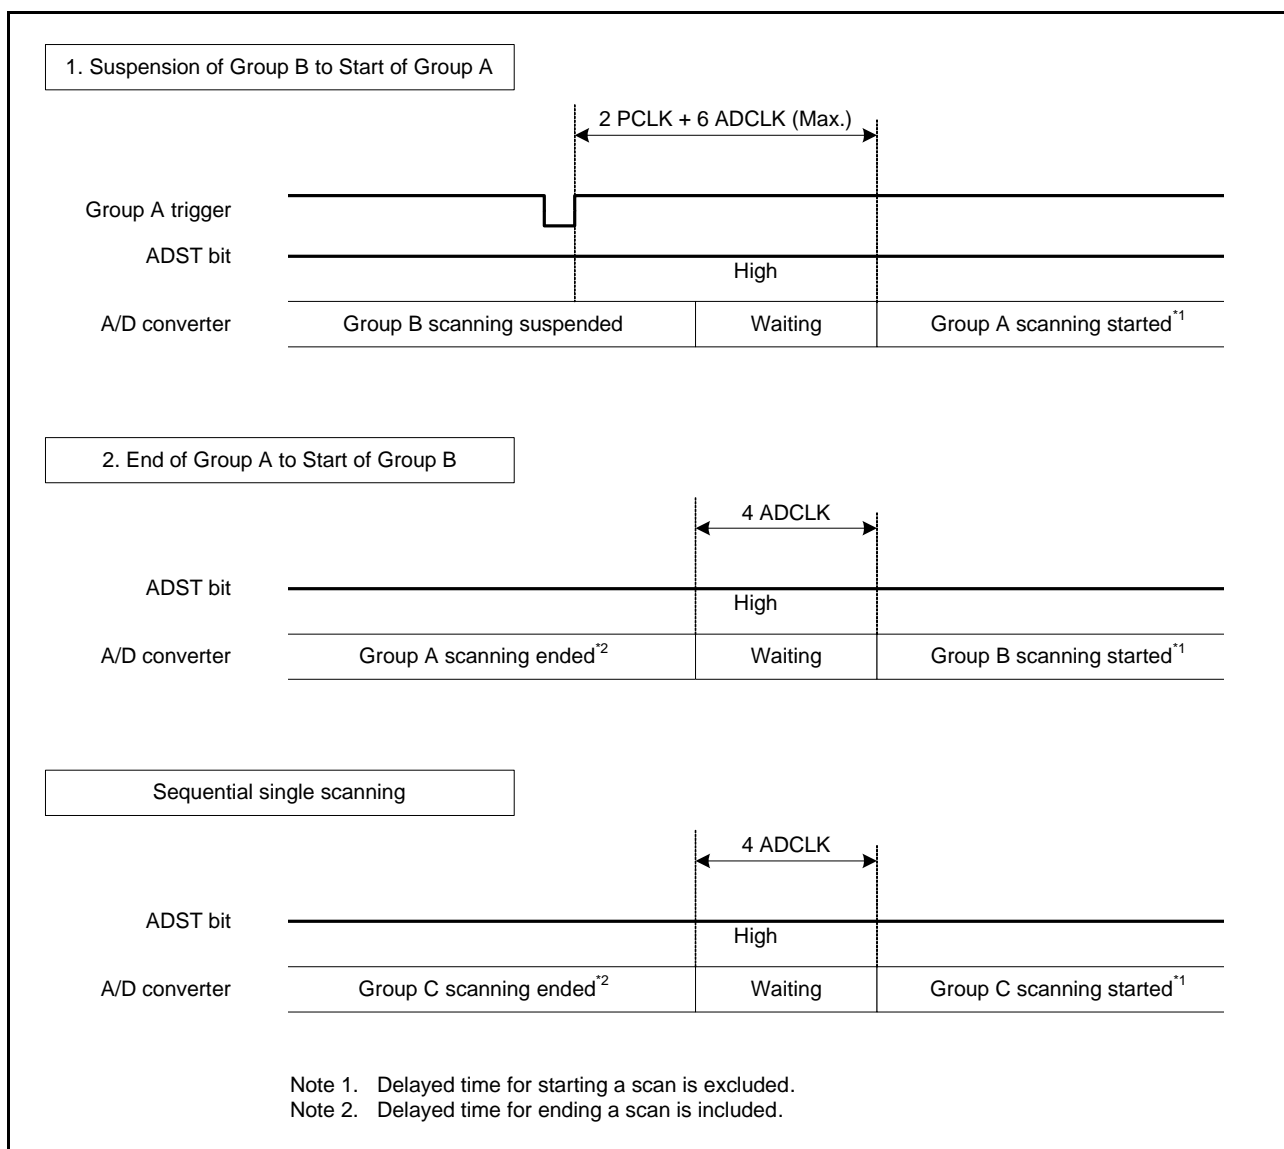 1. Suspension of Group B to Start of Group A
2 PCLK + 6 ADCLK (Max.)
Group A trigger
ADST bit
High
A/D converter
Group B scanning suspended
Waiting
Group A scanning started*1
2. End of Group A to Start of Group B
4 ADCLK
ADST bit
High
A/D converter
Group A scanning ended*2
Waiting
Group B scanning started*1
Sequential single scanning
4 ADCLK
ADST bit
High
A/D converter
Group C scanning ended*2
Waiting
Group C scanning started*1
Note 1. Delayed time for starting a scan is excluded.
Note 2. Delayed time for ending a scan is included.